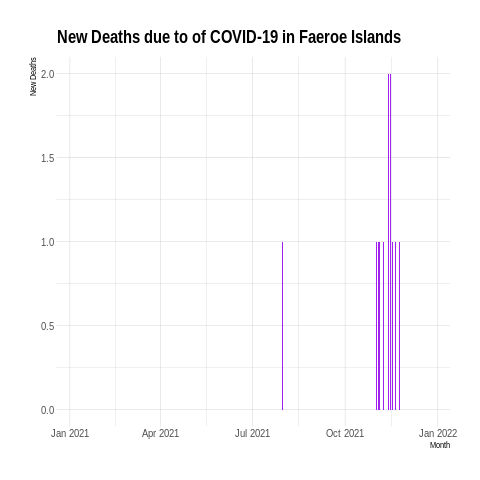 New Deaths due to of COVID-19 in Faeroe Islands
New Deaths
2.0
1.5
1.0
0.5
0.0
Jan 2021 Apr 2021 Jul 2021 Oct 2021 Jan 2022
Month